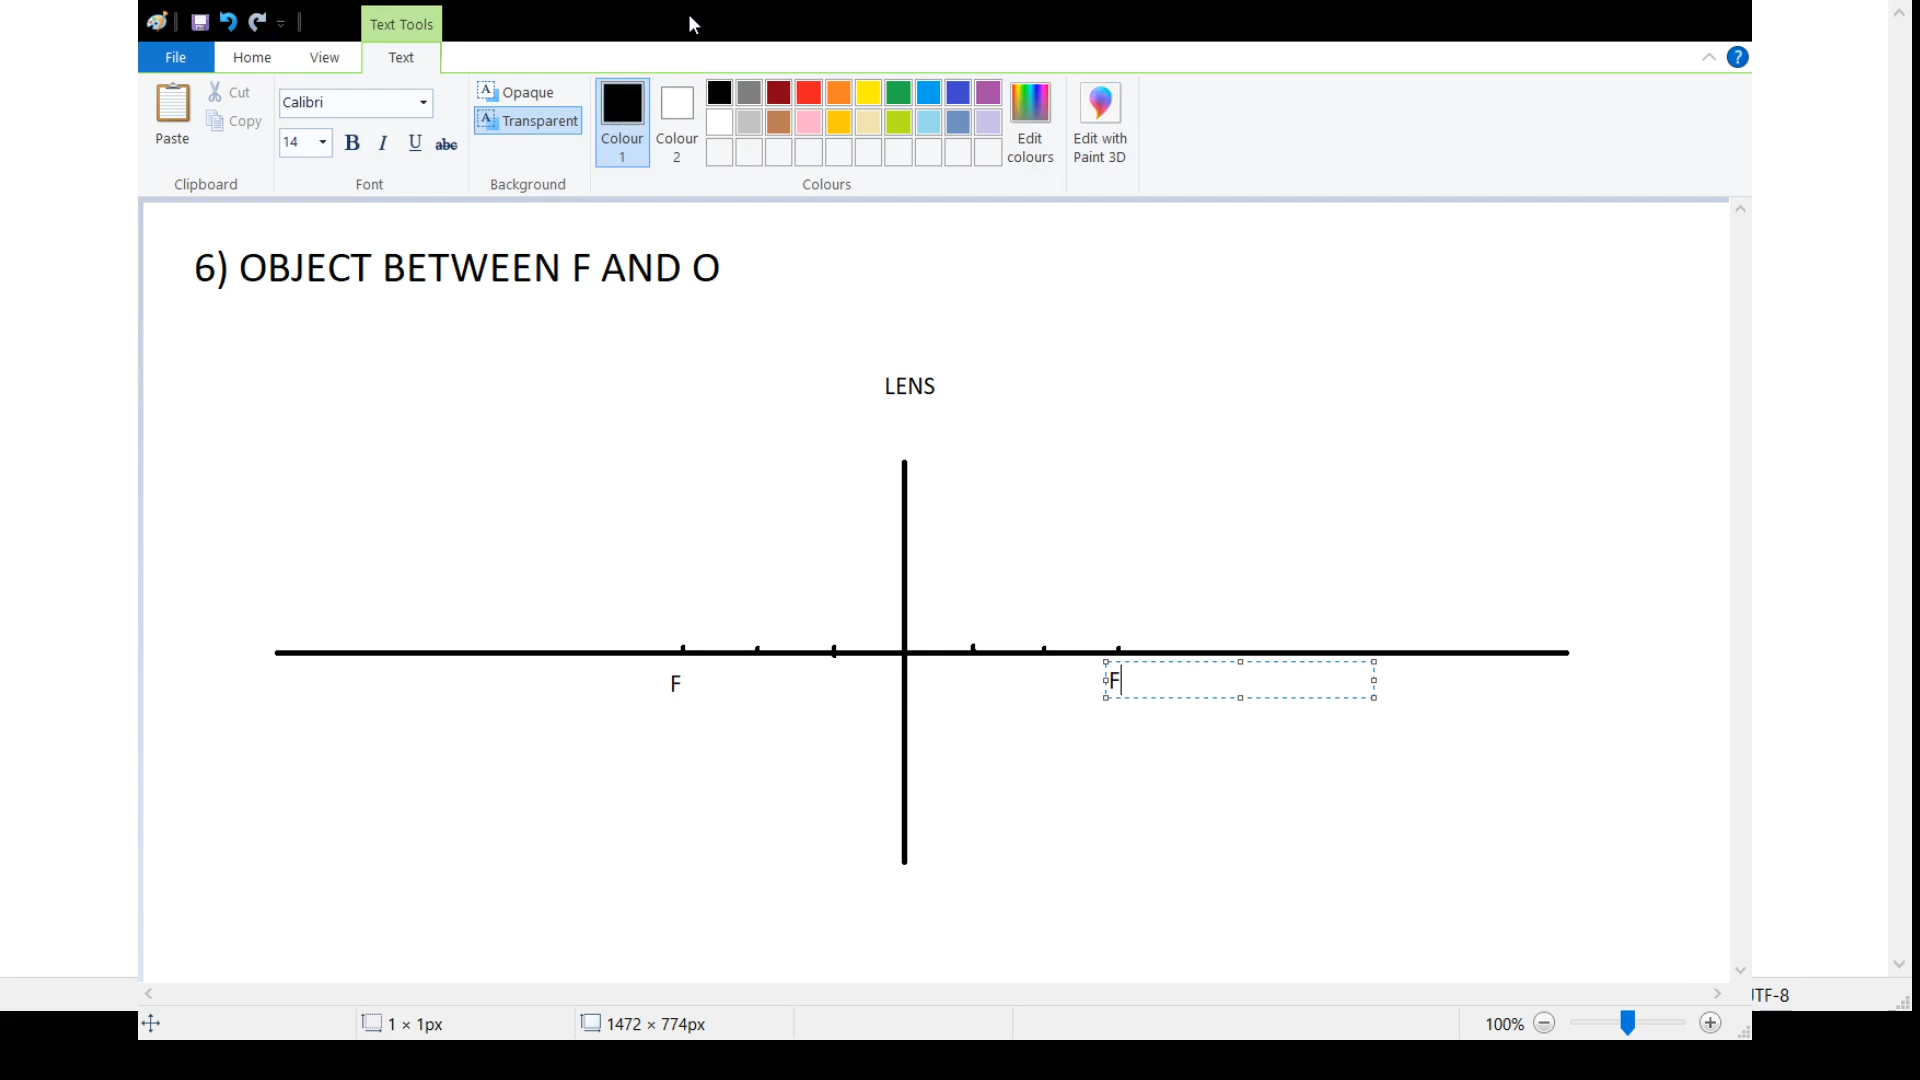 Text Tools
File
Home
View
Text
?
Paste
Cut
Copy
Clipboard
Calibri
14
B
I
U
abc
Font
A
Opaque
A
Transparent
Background
Colour
1
Colour
2
Edit
colours
Colours
Edit with
Paint 3D
6) OBJECT BETWEEN F AND O
LENS
F
F
1 × 1px
1472 × 774px
100%
TF-8